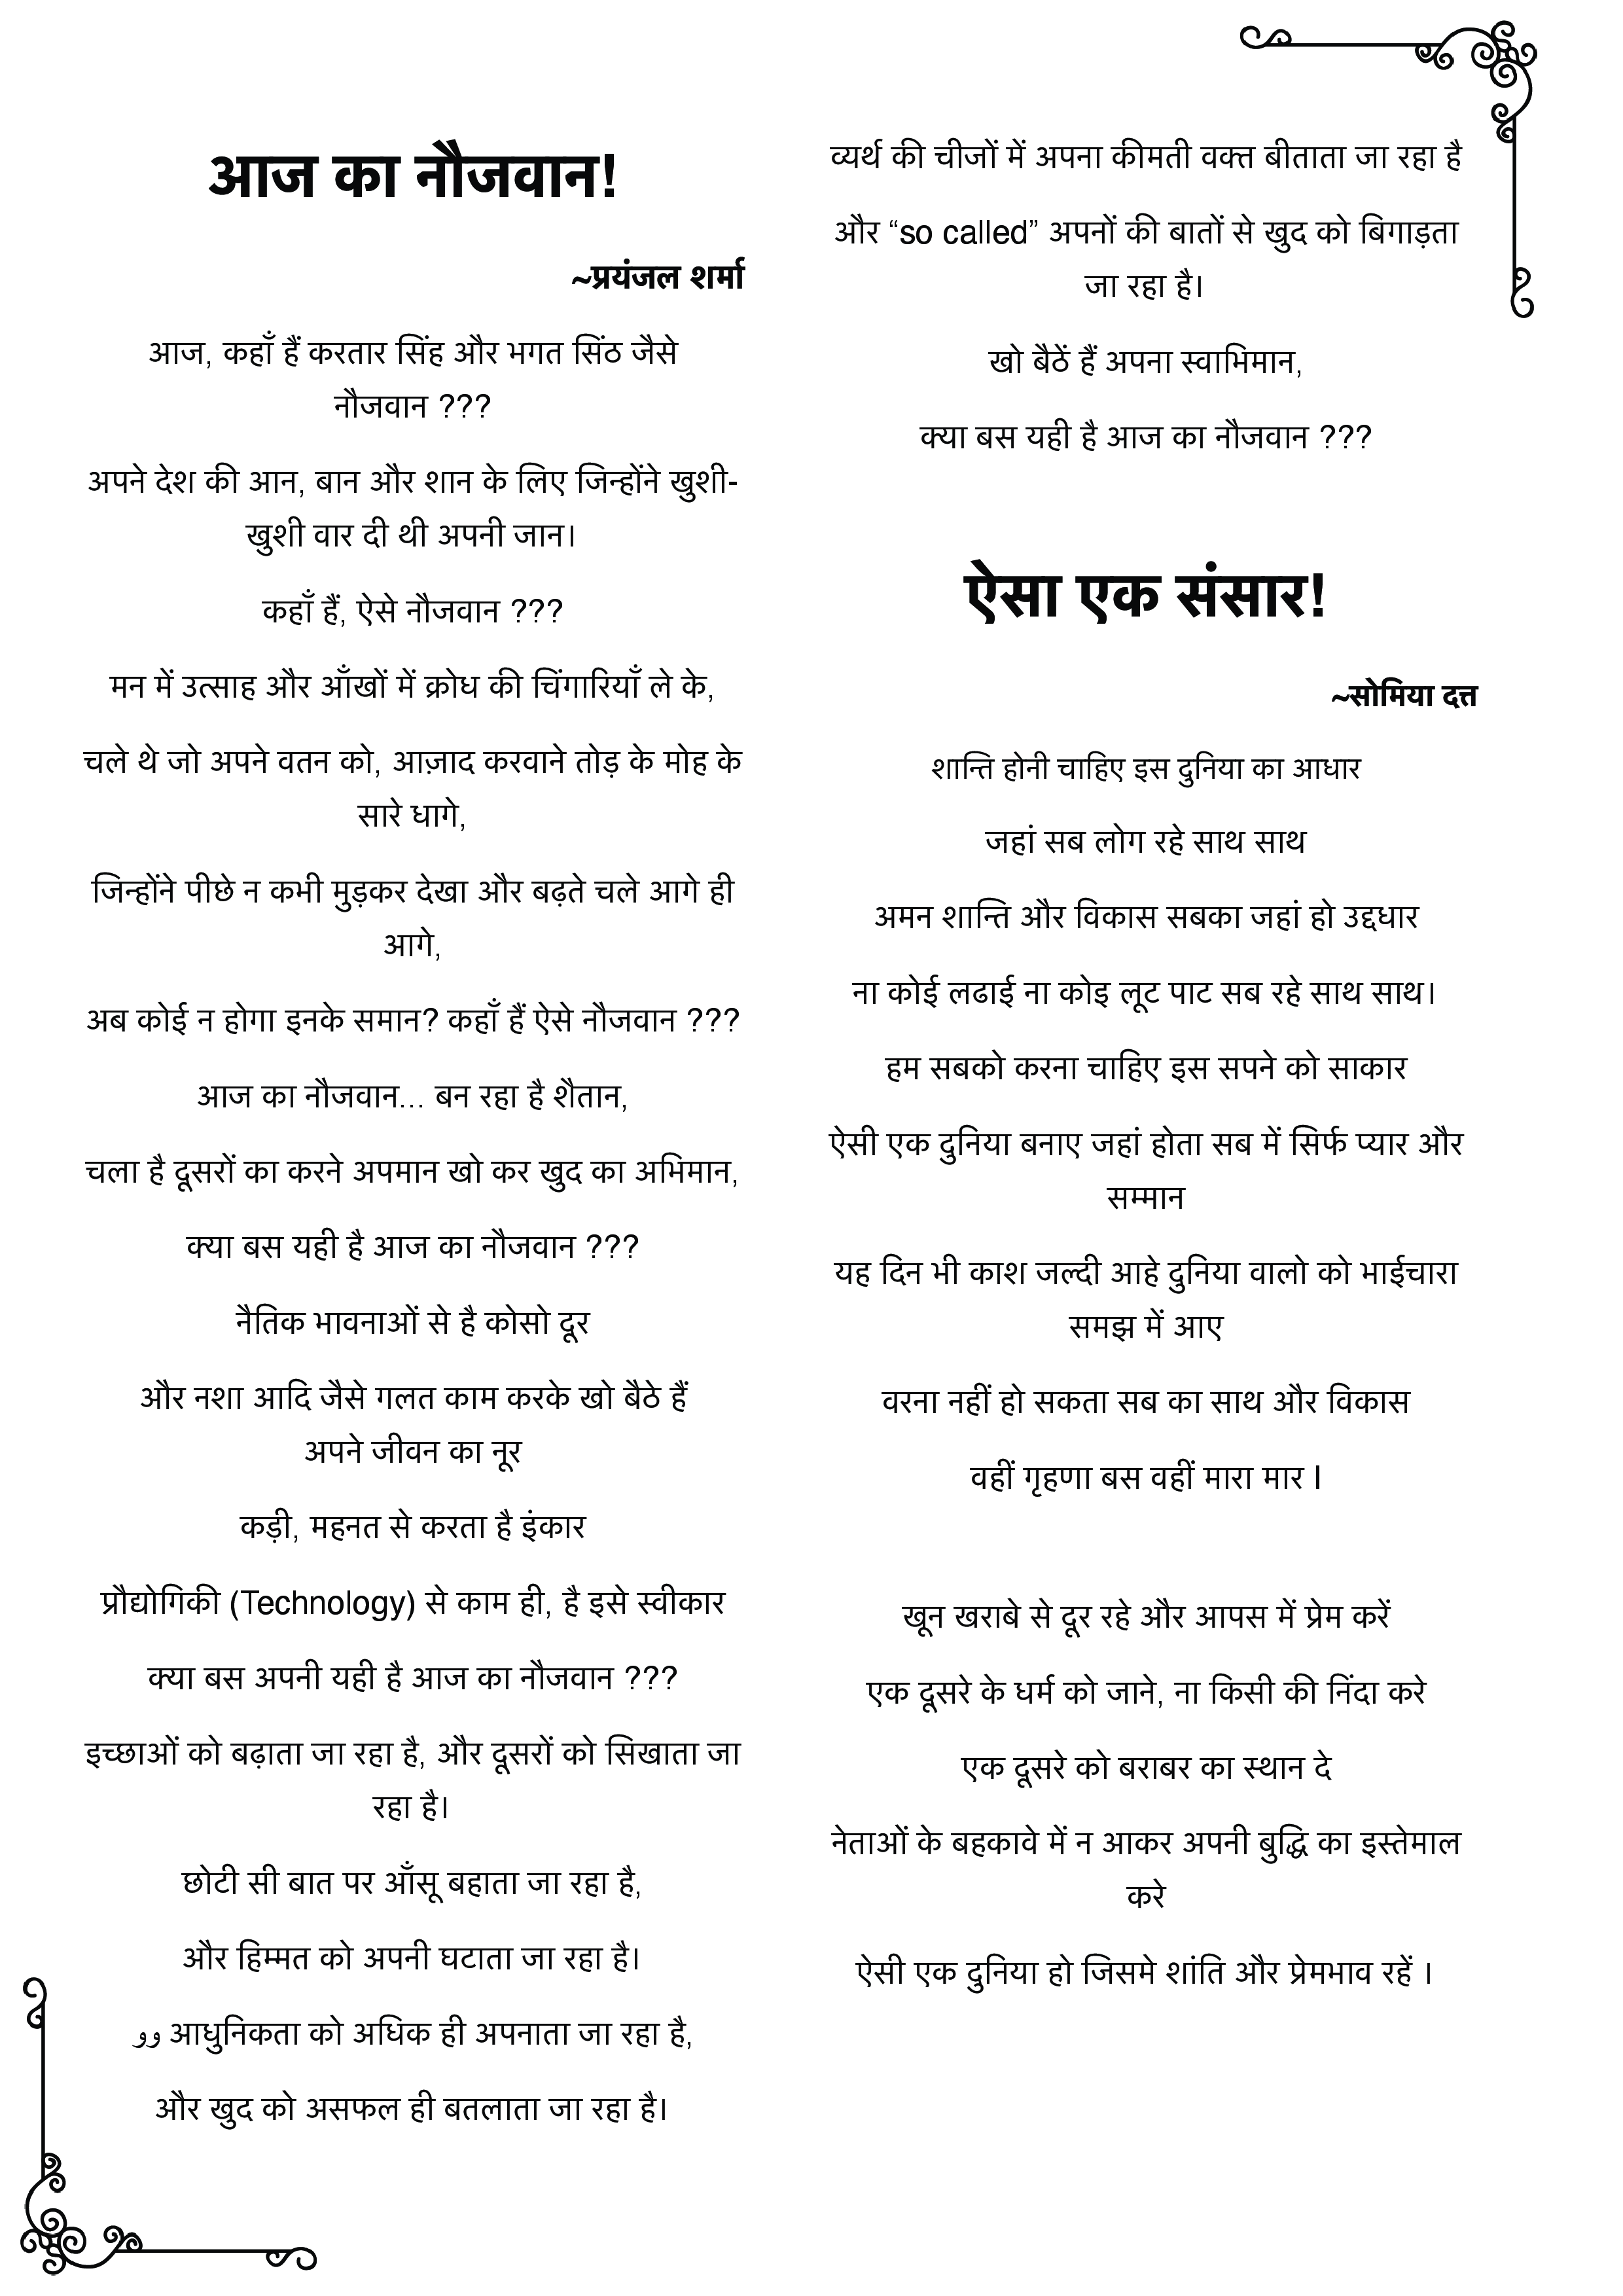 आज का नौजवान!
~प्रयंजल शर्मा
आज, कहाँ हैं करतार सिंह और भगत सिंठ जैसे
नौजवान ???
अपने देश की आन, बान और शान के लिए जिन्होंने खुशी-
खुशी वार दी थी अपनी जान।
कहाँ हैं, ऐसे नौजवान ???
मन में उत्साह और आँखों में क्रोध की चिंगारियाँ ले के,
चले थे जो अपने वतन को, आज़ाद करवाने तोड़ के मोह के
सारे धागे,
जिन्होंने पीछे न कभी मुड़कर देखा और बढ़ते चले आगे ही
आगे,
अब कोई न होगा इनके समान? कहाँ हैं ऐसे नौजवान ???
आज का नौजवान... बन रहा है शैतान,
चला है दूसरों का करने अपमान खो कर खुद का अभिमान,
क्या बस यही है आज का नौजवान ???
नैतिक भावनाओं से है कोसो दूर
और नशा आदि जैसे गलत काम करके खो बैठे हैं
अपने जीवन का नूर
कड़ी, महनत से करता है इंकार
प्रौद्योगिकी (Technology) से काम ही, है इसे स्वीकार
क्या बस अपनी यही है आज का नौजवान ???
इच्छाओं को बढ़ाता जा रहा है, और दूसरों को सिखाता जा
रहा है।
छोटी सी बात पर आँसू बहाता जा रहा है,
और हिम्मत को अपनी घटाता जा रहा है।
وو आधुनिकता को अधिक ही अपनाता जा रहा है,
और खुद को असफल ही बतलाता जा रहा है।
व्यर्थ की चीजों में अपना कीमती वक्त बीताता जा रहा है
और “so called” अपनों की बातों से खुद को बिगाड़ता
जा रहा है।
खो बैठें हैं अपना स्वाभिमान,
क्या बस यही है आज का नौजवान ???
ऐसा एक संसार!
~सोमिया दत्त
शान्ति होनी चाहिए इस दुनिया का आधार
जहां सब लोग रहे साथ साथ
अमन शान्ति और विकास सबका जहां हो उद्दधार
ना कोई लढाई ना कोइ लूट पाट सब रहे साथ साथ।
हम सबको करना चाहिए इस सपने को साकार
ऐसी एक दुनिया बनाए जहां होता सब में सिर्फ प्यार और
सम्मान
यह दिन भी काश जल्दी आहे दुनिया वालो को भाईचारा
समझ में आए
वरना नहीं हो सकता सब का साथ और विकास
वहीं गृहणा बस वहीं मारा मार l
खून खराबे से दूर रहे और आपस में प्रेम करें
एक दूसरे के धर्म को जाने, ना किसी की निंदा करे
एक दूसरे को बराबर का स्थान दे
नेताओं के बहकावे में न आकर अपनी बुद्धि का इस्तेमाल
करे
ऐसी एक दुनिया हो जिसमे शांति और प्रेमभाव रहें ।